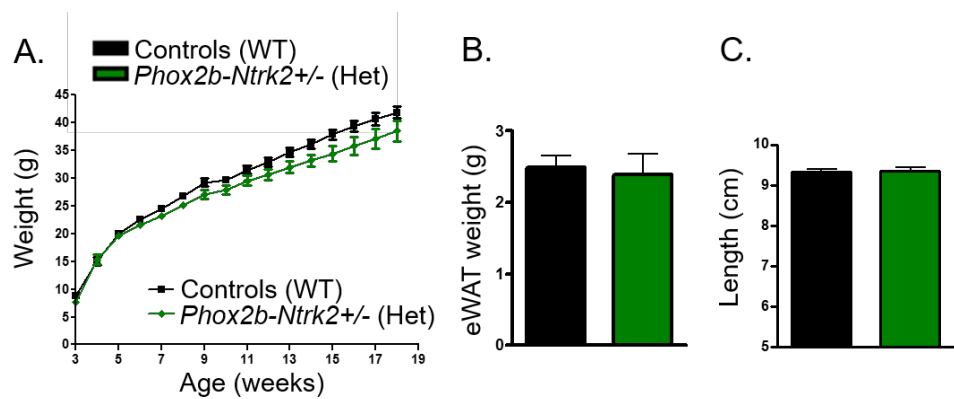 A.
Controls (WT)
Phox2b-Ntrk2+/- (Het)
Weight (g)
45
40
35
30
25
20
15
10
5
0
Controls (WT)
Phox2b-Ntrk2+/- (Het)
3 5 7 9 11 13 15 17 19
Age (weeks)
B.
eWAT weight (g)
3
2
1
0
C.
Length (cm)
10
9
8
7
6
5